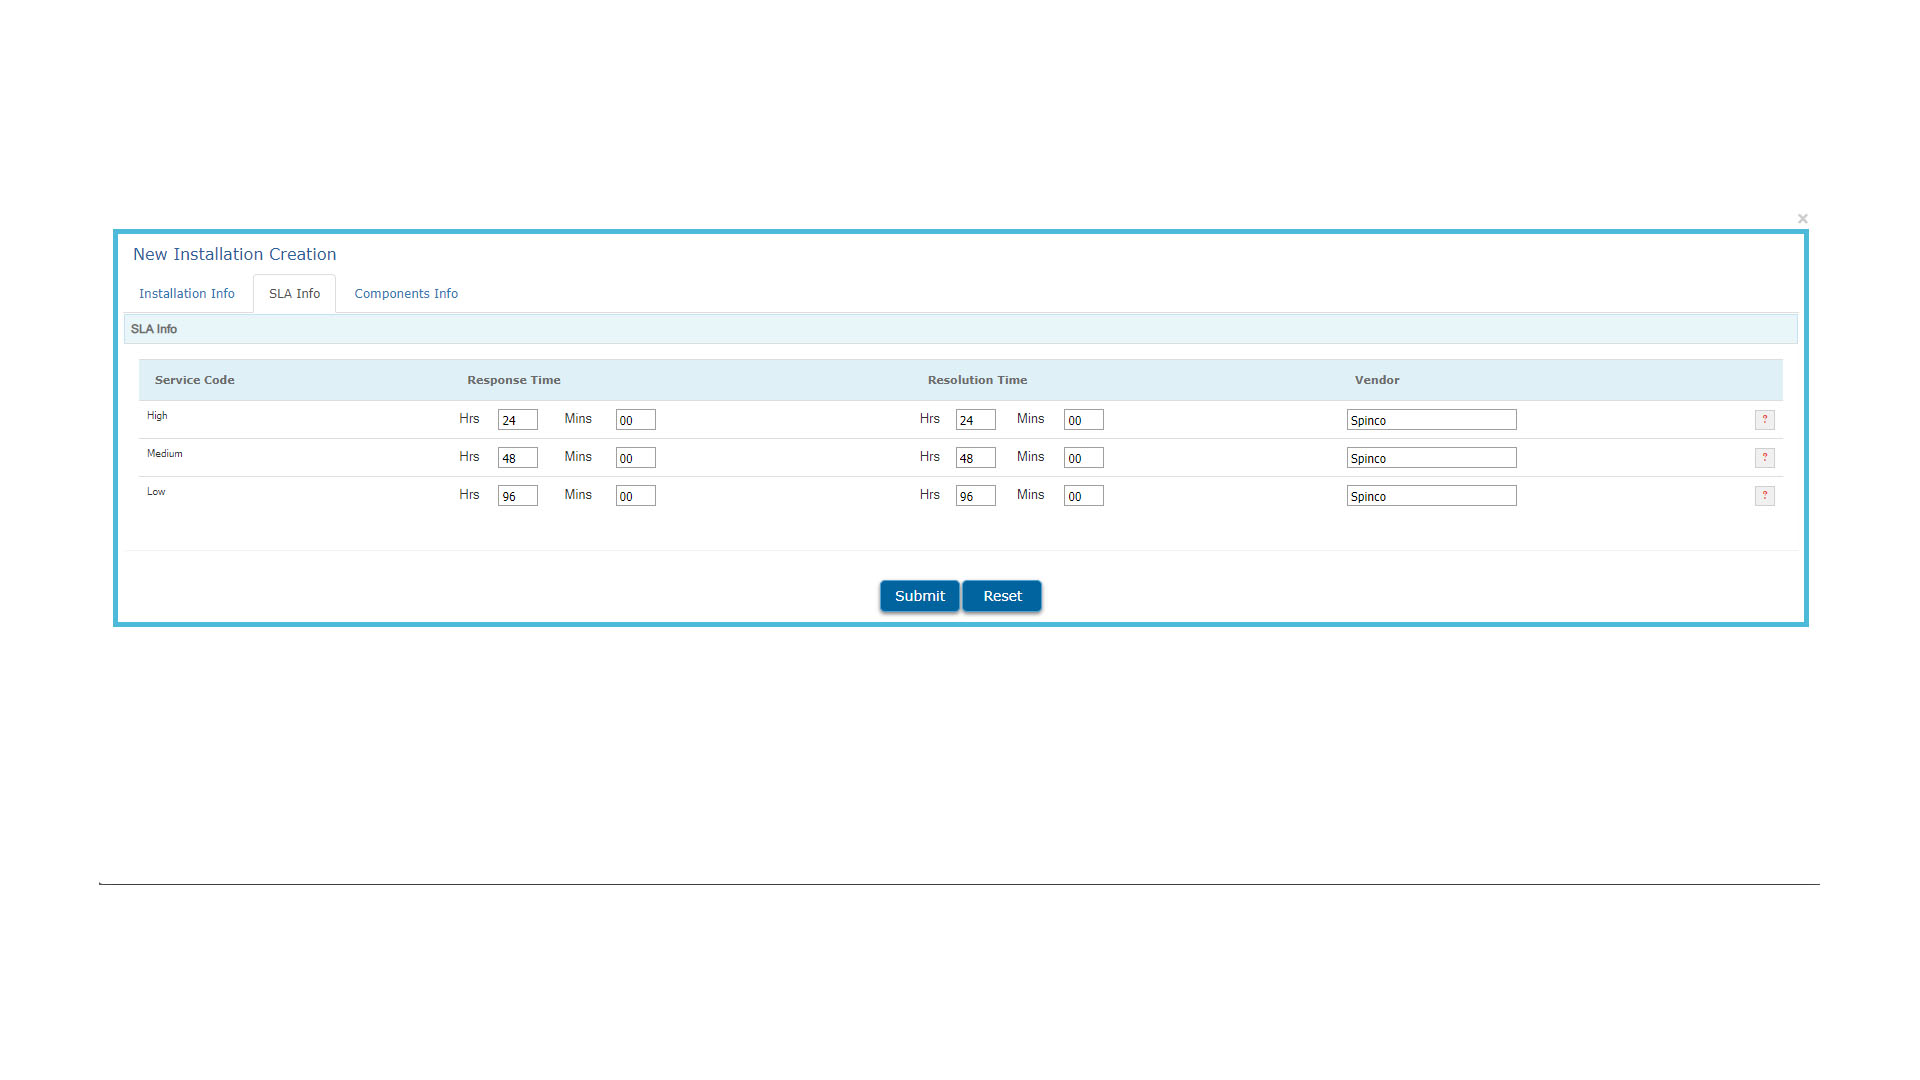 ×
New Installation Creation
Installation Info SLA Info Components Info
SLA Info
Service Code Response Time Resolution Time Vendor
High Hrs 24 Mins 00 Hrs 24 Mins 00 Spinco ?
Medium Hrs 48 Mins 00 Hrs 48 Mins 00 Spinco ?
Low Hrs 96 Mins 00 Hrs 96 Mins 00 Spinco ?
Submit Reset